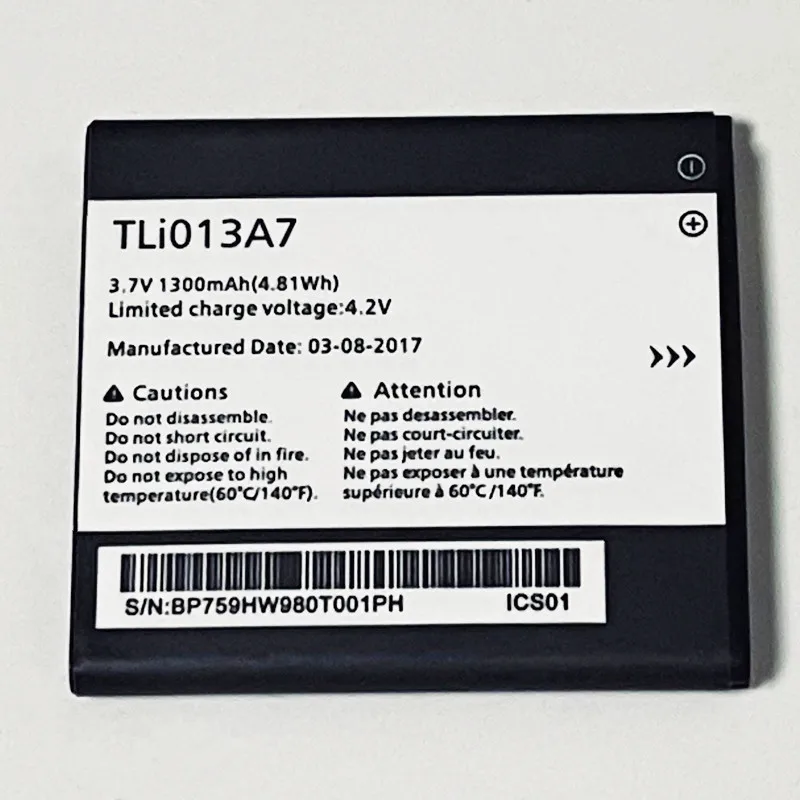 TLi013A7
3.7V 1300mAh(4.81Wh)
Limited charge voltage:4.2V
Manufactured Date: 03-08-2017
Cautions
Do not disassemble.
Do not short circuit.
Do not dispose of in fire.
Do not expose to high
temperature(60°C/140°F).
Attention
Ne pas desassembler.
Ne pas court-circuiter.
Ne pas jeter au feu.
Ne pas exposer à une température
supérieure à 60°C/140°F.
S/N:BP759HW980T001PH
ICS01